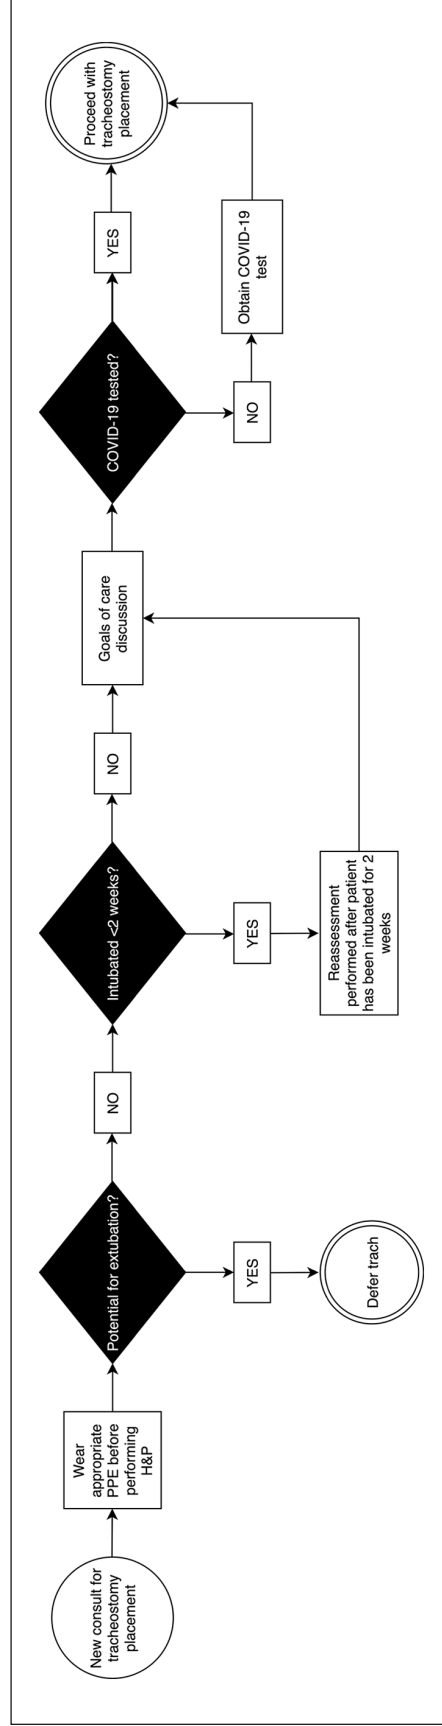 New consult for
tracheostomy
placement
Wear
appropriate
PPE before
performing
H&P
Potential for extubation?
YES
Defer trach
NO
Intubated <2 weeks?
YES
Reassessment
performed after patient
has been intubated for 2
weeks
NO
Goals of care
discussion
COVID-19 tested?
NO
Obtain COVID-19
test
YES
Proceed with
tracheostomy
placement